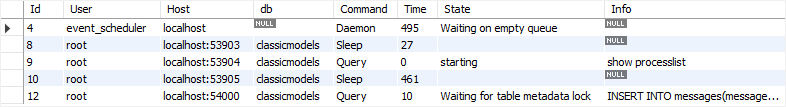 Id User Host db Command Time State Info
4 event_scheduler localhost NULL Daemon 495 Waiting on empty queue NULL
8 root localhost:53903 classicmodels Sleep 27 NULL
9 root localhost:53904 classicmodels Query 0 starting show processlist
10 root localhost:53905 classicmodels Sleep 461 NULL
12 root localhost:54000 classicmodels Query 10 Waiting for table metadata lock INSERT INTO messages(message...